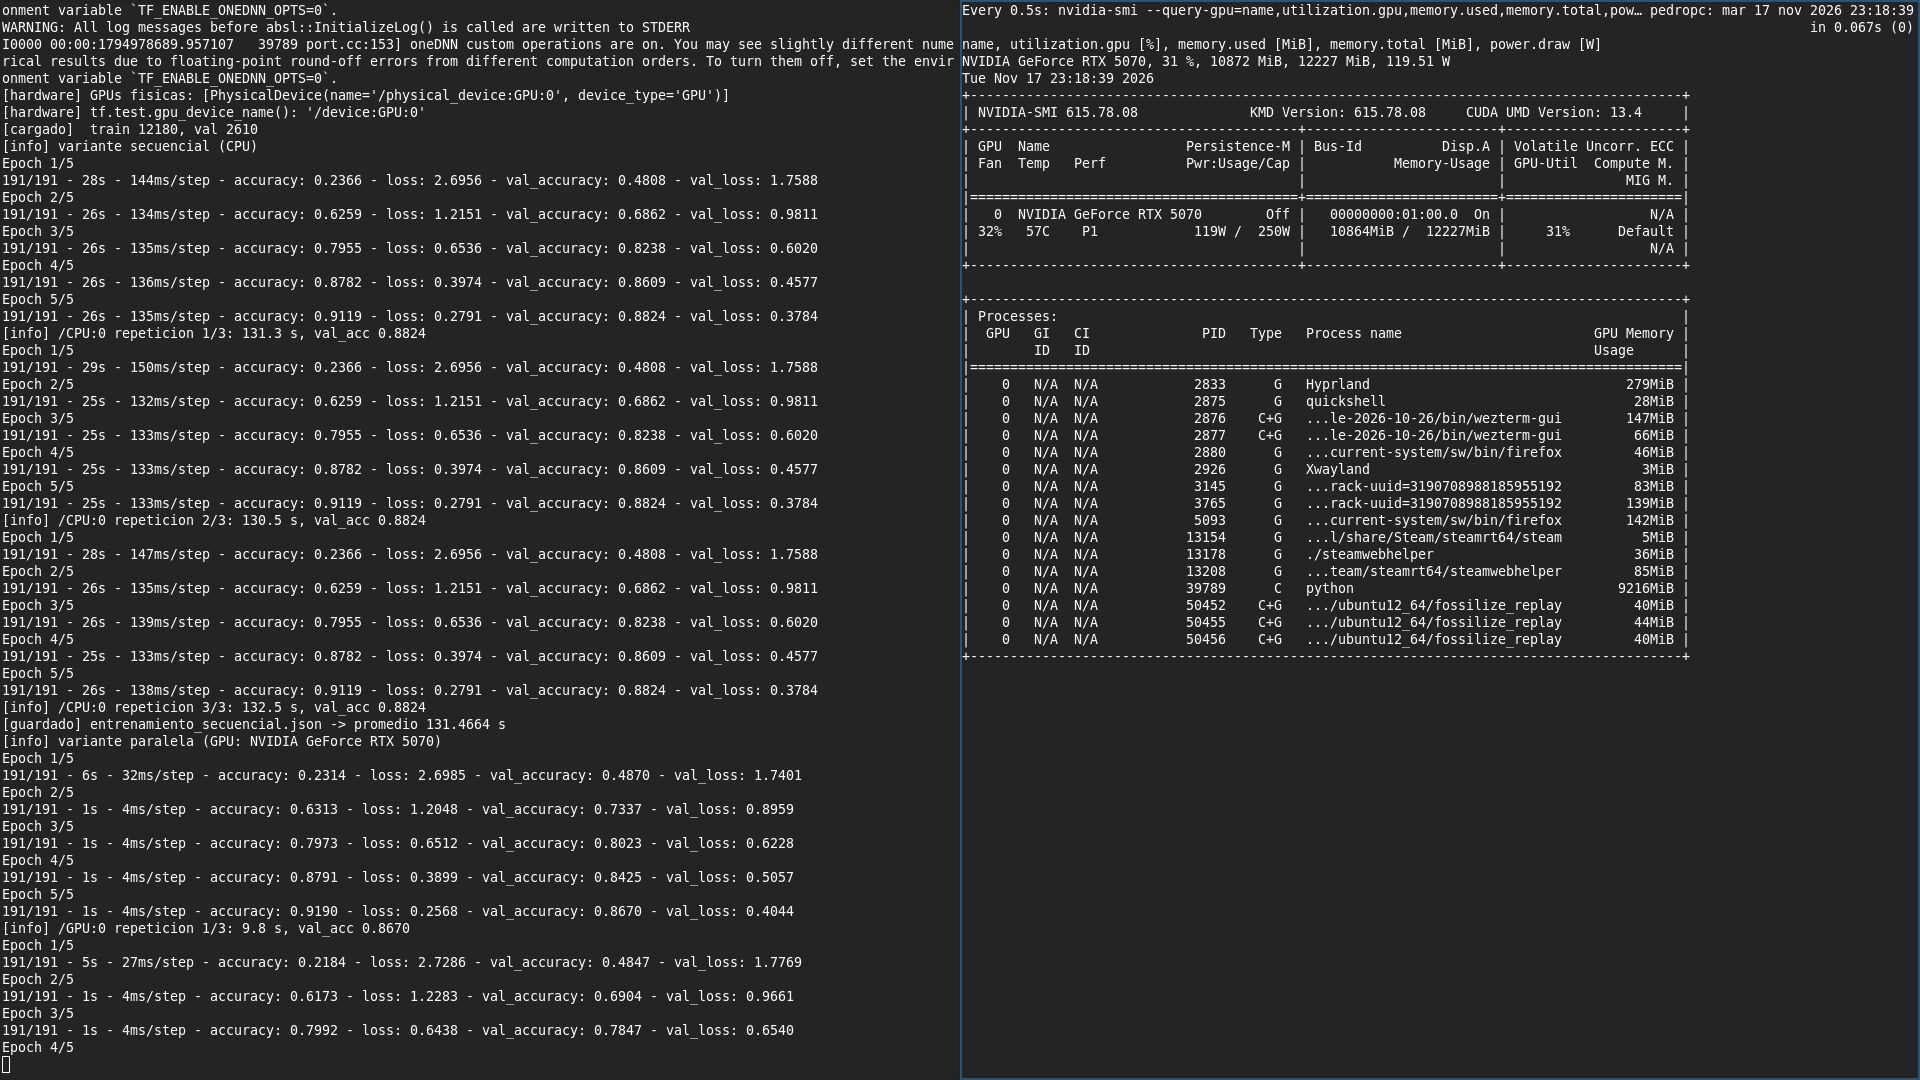 onment variable `TF_ENABLE_ONEDNN_OPTS=0`.
WARNING: All log messages before absl::InitializeLog() is called are written to STDERR
I0000 00:00:1794978689.957107   39789 port.cc:153] oneDNN custom operations are on. You may see slightly different nume
rical results due to floating-point round-off errors from different computation orders. To turn them off, set the envir
onment variable `TF_ENABLE_ONEDNN_OPTS=0`.
[hardware] GPUs fisicas: [PhysicalDevice(name='/physical_device:GPU:0', device_type='GPU')]
[hardware] tf.test.gpu_device_name(): '/device:GPU:0'
[cargado]  train 12180, val 2610
[info] variante secuencial (CPU)
Epoch 1/5
191/191 - 28s - 144ms/step - accuracy: 0.2366 - loss: 2.6956 - val_accuracy: 0.4808 - val_loss: 1.7588
Epoch 2/5
191/191 - 26s - 134ms/step - accuracy: 0.6259 - loss: 1.2151 - val_accuracy: 0.6862 - val_loss: 0.9811
Epoch 3/5
191/191 - 26s - 135ms/step - accuracy: 0.7955 - loss: 0.6536 - val_accuracy: 0.8238 - val_loss: 0.6020
Epoch 4/5
191/191 - 26s - 136ms/step - accuracy: 0.8782 - loss: 0.3974 - val_accuracy: 0.8609 - val_loss: 0.4577
Epoch 5/5
191/191 - 26s - 135ms/step - accuracy: 0.9119 - loss: 0.2791 - val_accuracy: 0.8824 - val_loss: 0.3784
[info] /CPU:0 repeticion 1/3: 131.3 s, val_acc 0.8824
Epoch 1/5
191/191 - 29s - 150ms/step - accuracy: 0.2366 - loss: 2.6956 - val_accuracy: 0.4808 - val_loss: 1.7588
Epoch 2/5
191/191 - 25s - 132ms/step - accuracy: 0.6259 - loss: 1.2151 - val_accuracy: 0.6862 - val_loss: 0.9811
Epoch 3/5
191/191 - 25s - 133ms/step - accuracy: 0.7955 - loss: 0.6536 - val_accuracy: 0.8238 - val_loss: 0.6020
Epoch 4/5
191/191 - 25s - 133ms/step - accuracy: 0.8782 - loss: 0.3974 - val_accuracy: 0.8609 - val_loss: 0.4577
Epoch 5/5
191/191 - 25s - 133ms/step - accuracy: 0.9119 - loss: 0.2791 - val_accuracy: 0.8824 - val_loss: 0.3784
[info] /CPU:0 repeticion 2/3: 130.5 s, val_acc 0.8824
Epoch 1/5
191/191 - 28s - 147ms/step - accuracy: 0.2366 - loss: 2.6956 - val_accuracy: 0.4808 - val_loss: 1.7588
Epoch 2/5
191/191 - 26s - 135ms/step - accuracy: 0.6259 - loss: 1.2151 - val_accuracy: 0.6862 - val_loss: 0.9811
Epoch 3/5
191/191 - 26s - 139ms/step - accuracy: 0.7955 - loss: 0.6536 - val_accuracy: 0.8238 - val_loss: 0.6020
Epoch 4/5
191/191 - 25s - 133ms/step - accuracy: 0.8782 - loss: 0.3974 - val_accuracy: 0.8609 - val_loss: 0.4577
Epoch 5/5
191/191 - 26s - 138ms/step - accuracy: 0.9119 - loss: 0.2791 - val_accuracy: 0.8824 - val_loss: 0.3784
[info] /CPU:0 repeticion 3/3: 132.5 s, val_acc 0.8824
[guardado] entrenamiento_secuencial.json -> promedio 131.4664 s
[info] variante paralela (GPU: NVIDIA GeForce RTX 5070)
Epoch 1/5
191/191 - 6s - 32ms/step - accuracy: 0.2314 - loss: 2.6985 - val_accuracy: 0.4870 - val_loss: 1.7401
Epoch 2/5
191/191 - 1s - 4ms/step - accuracy: 0.6313 - loss: 1.2048 - val_accuracy: 0.7337 - val_loss: 0.8959
Epoch 3/5
191/191 - 1s - 4ms/step - accuracy: 0.7973 - loss: 0.6512 - val_accuracy: 0.8023 - val_loss: 0.6228
Epoch 4/5
191/191 - 1s - 4ms/step - accuracy: 0.8791 - loss: 0.3899 - val_accuracy: 0.8425 - val_loss: 0.5057
Epoch 5/5
191/191 - 1s - 4ms/step - accuracy: 0.9190 - loss: 0.2568 - val_accuracy: 0.8670 - val_loss: 0.4044
[info] /GPU:0 repeticion 1/3: 9.8 s, val_acc 0.8670
Epoch 1/5
191/191 - 5s - 27ms/step - accuracy: 0.2184 - loss: 2.7286 - val_accuracy: 0.4847 - val_loss: 1.7769
Epoch 2/5
191/191 - 1s - 4ms/step - accuracy: 0.6173 - loss: 1.2283 - val_accuracy: 0.6904 - val_loss: 0.9661
Epoch 3/5
191/191 - 1s - 4ms/step - accuracy: 0.7992 - loss: 0.6438 - val_accuracy: 0.7847 - val_loss: 0.6540
Epoch 4/5
Every 0.5s: nvidia-smi --query-gpu=name,utilization.gpu,memory.used,memory.total,pow… pedropc: mar 17 nov 2026 23:18:39
in 0.067s (0)
name, utilization.gpu [%], memory.used [MiB], memory.total [MiB], power.draw [W]
NVIDIA GeForce RTX 5070, 31 %, 10872 MiB, 12227 MiB, 119.51 W
Tue Nov 17 23:18:39 2026
+-----------------------------------------------------------------------------------------+
| NVIDIA-SMI 615.78.08              KMD Version: 615.78.08     CUDA UMD Version: 13.4     |
+-----------------------------------------+------------------------+----------------------+
| GPU  Name                 Persistence-M | Bus-Id          Disp.A | Volatile Uncorr. ECC |
| Fan  Temp   Perf          Pwr:Usage/Cap |           Memory-Usage | GPU-Util  Compute M. |
|                                         |                        |               MIG M. |
|=========================================+========================+======================|
|   0  NVIDIA GeForce RTX 5070        Off |   00000000:01:00.0  On |                  N/A |
| 32%   57C    P1            119W /  250W |   10864MiB /  12227MiB |     31%      Default |
|                                         |                        |                  N/A |
+-----------------------------------------+------------------------+----------------------+
+-----------------------------------------------------------------------------------------+
| Processes:                                                                              |
|  GPU   GI   CI              PID   Type   Process name                        GPU Memory |
|        ID   ID                                                               Usage      |
|=========================================================================================|
|    0   N/A  N/A            2833      G   Hyprland                                279MiB |
|    0   N/A  N/A            2875      G   quickshell                               28MiB |
|    0   N/A  N/A            2876    C+G   ...le-2026-10-26/bin/wezterm-gui        147MiB |
|    0   N/A  N/A            2877    C+G   ...le-2026-10-26/bin/wezterm-gui         66MiB |
|    0   N/A  N/A            2880      G   ...current-system/sw/bin/firefox         46MiB |
|    0   N/A  N/A            2926      G   Xwayland                                  3MiB |
|    0   N/A  N/A            3145      G   ...rack-uuid=3190708988185955192         83MiB |
|    0   N/A  N/A            3765      G   ...rack-uuid=3190708988185955192        139MiB |
|    0   N/A  N/A            5093      G   ...current-system/sw/bin/firefox        142MiB |
|    0   N/A  N/A           13154      G   ...l/share/Steam/steamrt64/steam          5MiB |
|    0   N/A  N/A           13178      G   ./steamwebhelper                         36MiB |
|    0   N/A  N/A           13208      G   ...team/steamrt64/steamwebhelper         85MiB |
|    0   N/A  N/A           39789      C   python                                 9216MiB |
|    0   N/A  N/A           50452    C+G   .../ubuntu12_64/fossilize_replay         40MiB |
|    0   N/A  N/A           50455    C+G   .../ubuntu12_64/fossilize_replay         44MiB |
|    0   N/A  N/A           50456    C+G   .../ubuntu12_64/fossilize_replay         40MiB |
+-----------------------------------------------------------------------------------------+